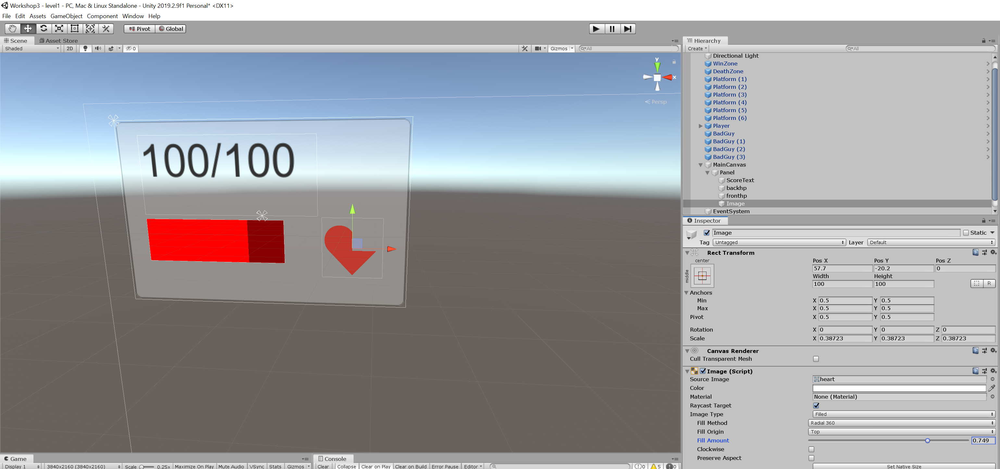 Workshop3 - level1 - PC, Mac & Linux Standalone - Unity 2019.2.9f1 Personal* <DX11>
File Edit Assets GameObject Component Window Help
Pivot Global
Scene Asset Store
Shaded 2D 0 Gizmos All
y
x
Persp
100/100
Hierarchy
Create All
Directional Light
WinZone
DeathZone
Platform (1)
Platform (2)
Platform (3)
Platform (4)
Platform (5)
Platform (6)
Player
BadGuy
BadGuy (1)
BadGuy (2)
BadGuy (3)
MainCanvas
Panel
ScoreText
backhp
fronthp
Image
EventSystem
Inspector
Image Static
Tag Untagged Layer Default
Rect Transform
center Pos X Pos Y Pos Z
57.7 -20.2 0
middle Width Height
100 100 R
Anchors
Min X 0.5 Y 0.5
Max X 0.5 Y 0.5
Pivot X 0.5 Y 0.5
Rotation X 0 Y 0 Z 0
Scale X 0.38723 Y 0.38723 Z 0.38723
Canvas Renderer
Cull Transparent Mesh
Image (Script)
Source Image heart
Color
Material None (Material)
Raycast Target
Image Type Filled
Fill Method Radial 360
Fill Origin Top
Fill Amount 0.749
Clockwise
Preserve Aspect
Set Native Size
Game
Display 1 3840x2160 (3840x2160) Scale 0.25x Maximize On Play Mute Audio VSync Stats Gizmos
Console
Clear Collapse Clear on Play Clear on Build Error Pause Editor 0 5 0